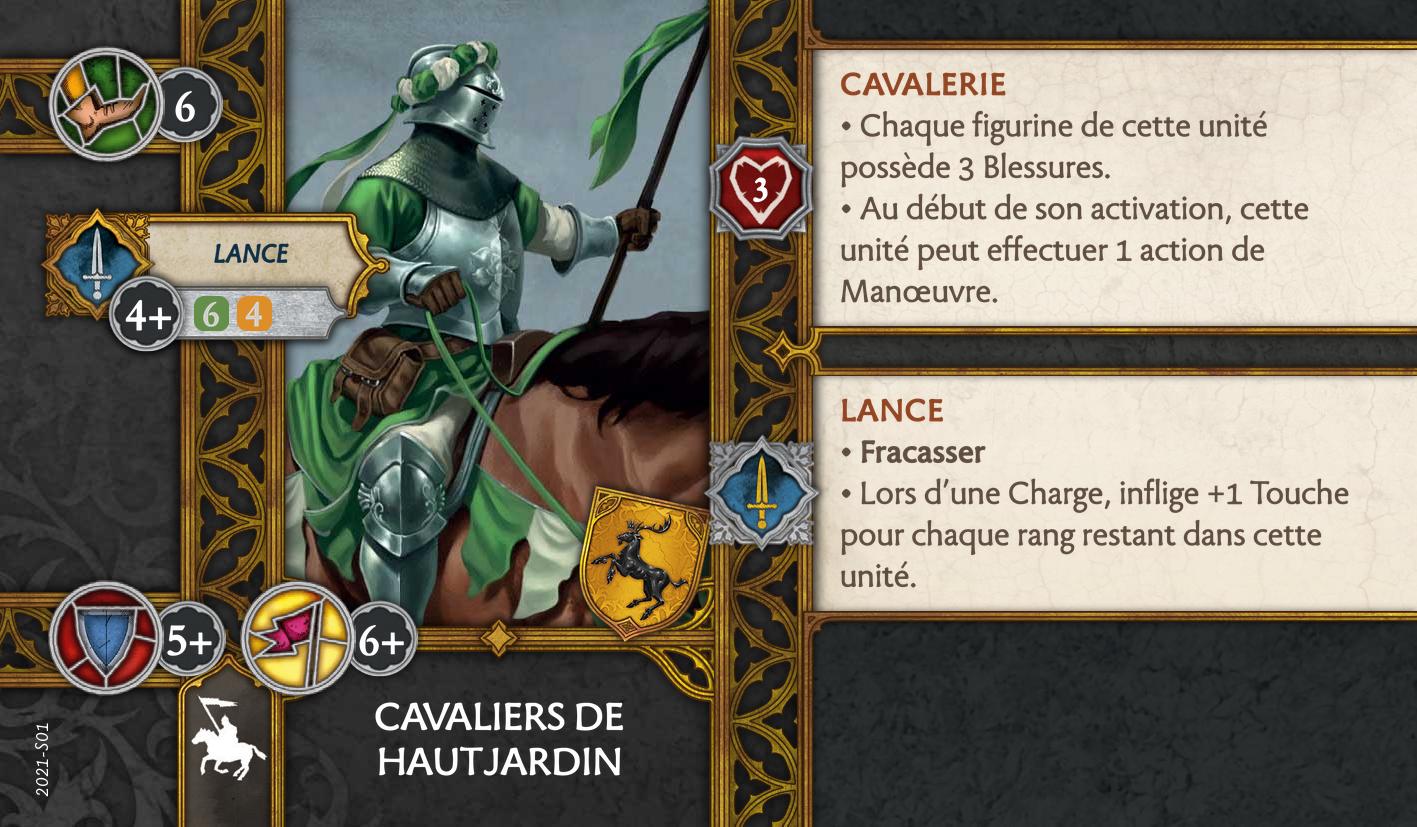 6
LANCE
4+ 6 4
5+ 6+
CAVALIERS DE
HAUTJARDIN
2021-S01
3
CAVALERIE
• Chaque figurine de cette unité
possède 3 Blessures.
• Au début de son activation, cette
unité peut effectuer 1 action de
Manœuvre.
LANCE
• Fracasser
• Lors d’une Charge, inflige +1 Touche
pour chaque rang restant dans cette
unité.